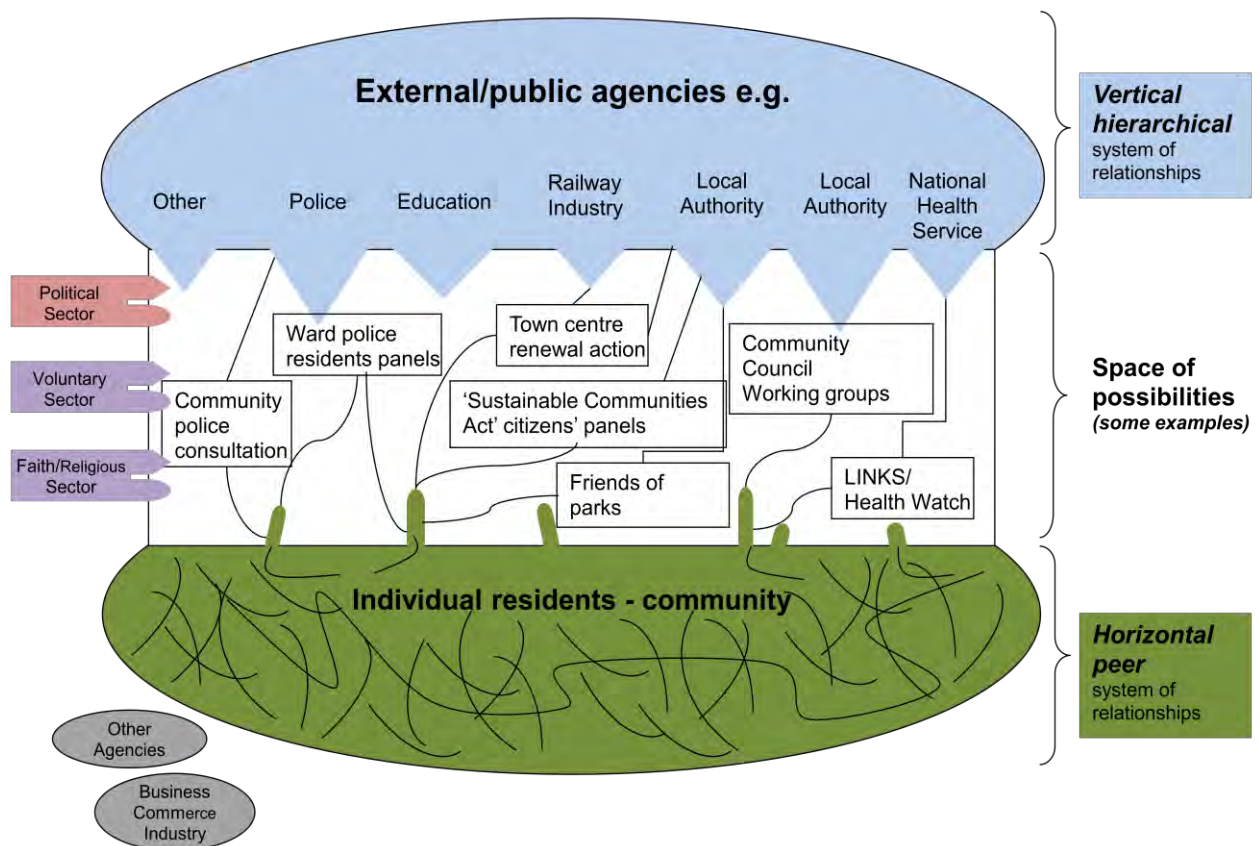 External/public agencies e.g.
Vertical
hierarchical
system of
relationships
Other
Police
Education
Railway
Industry
Local
Authority
Local
Authority
National
Health
Service
Political
Sector
Voluntary
Sector
Faith/Religious
Sector
Ward police
residents panels
Town centre
renewal action
Community
Council
Working groups
Community
police
consultation
‘Sustainable Communities
Act’ citizens’ panels
Friends of
parks
LINKS/
Health Watch
Space of
possibilities
(some examples)
Individual residents - community
Horizontal
peer
system of
relationships
Other
Agencies
Business
Commerce
Industry